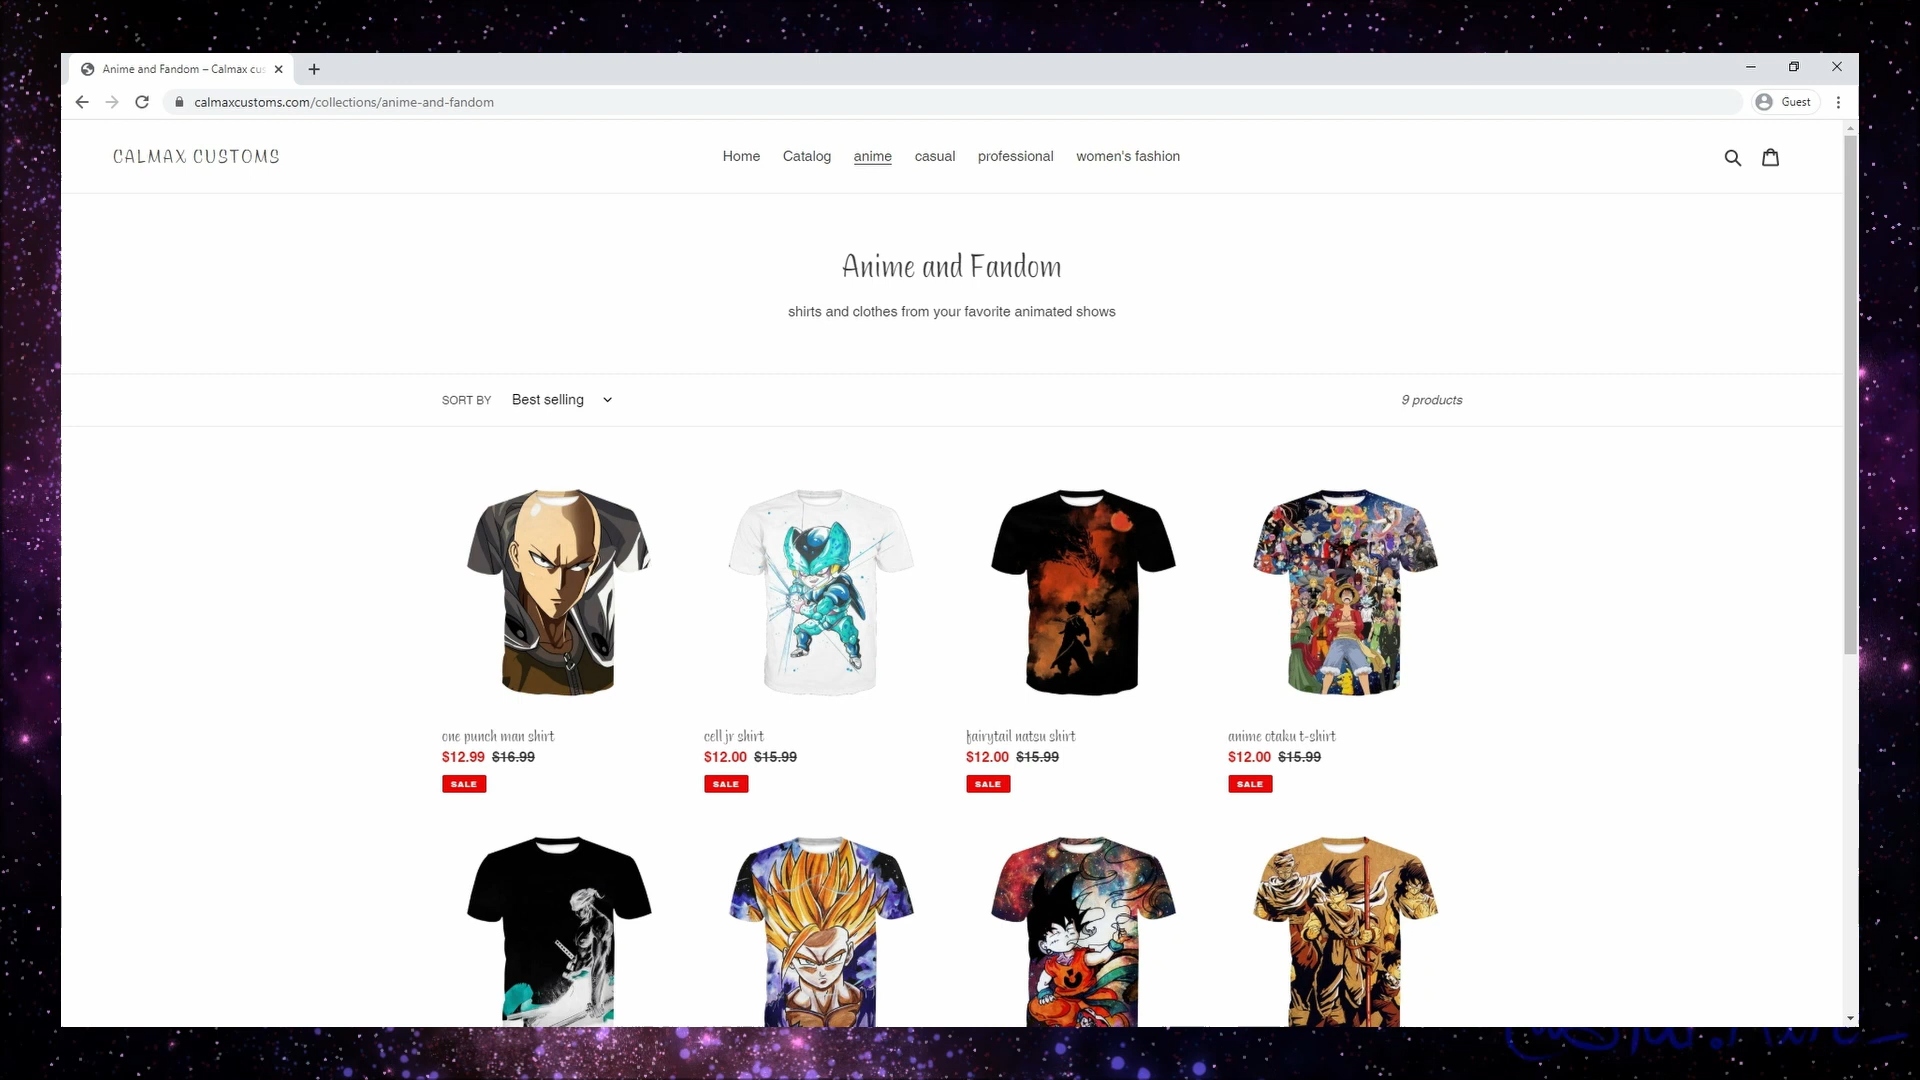 Anime and Fandom – Calmax cus
calmaxcustoms.com/collections/anime-and-fandom
Guest
CALMAX CUSTOMS
Home Catalog anime casual professional women's fashion
Anime and Fandom
shirts and clothes from your favorite animated shows
SORT BY Best selling
9 products
one punch man shirt
$12.99 $16.99
SALE
cell jr shirt
$12.00 $15.99
SALE
fairytail natsu shirt
$12.00 $15.99
SALE
anime otaku t-shirt
$12.00 $15.99
SALE